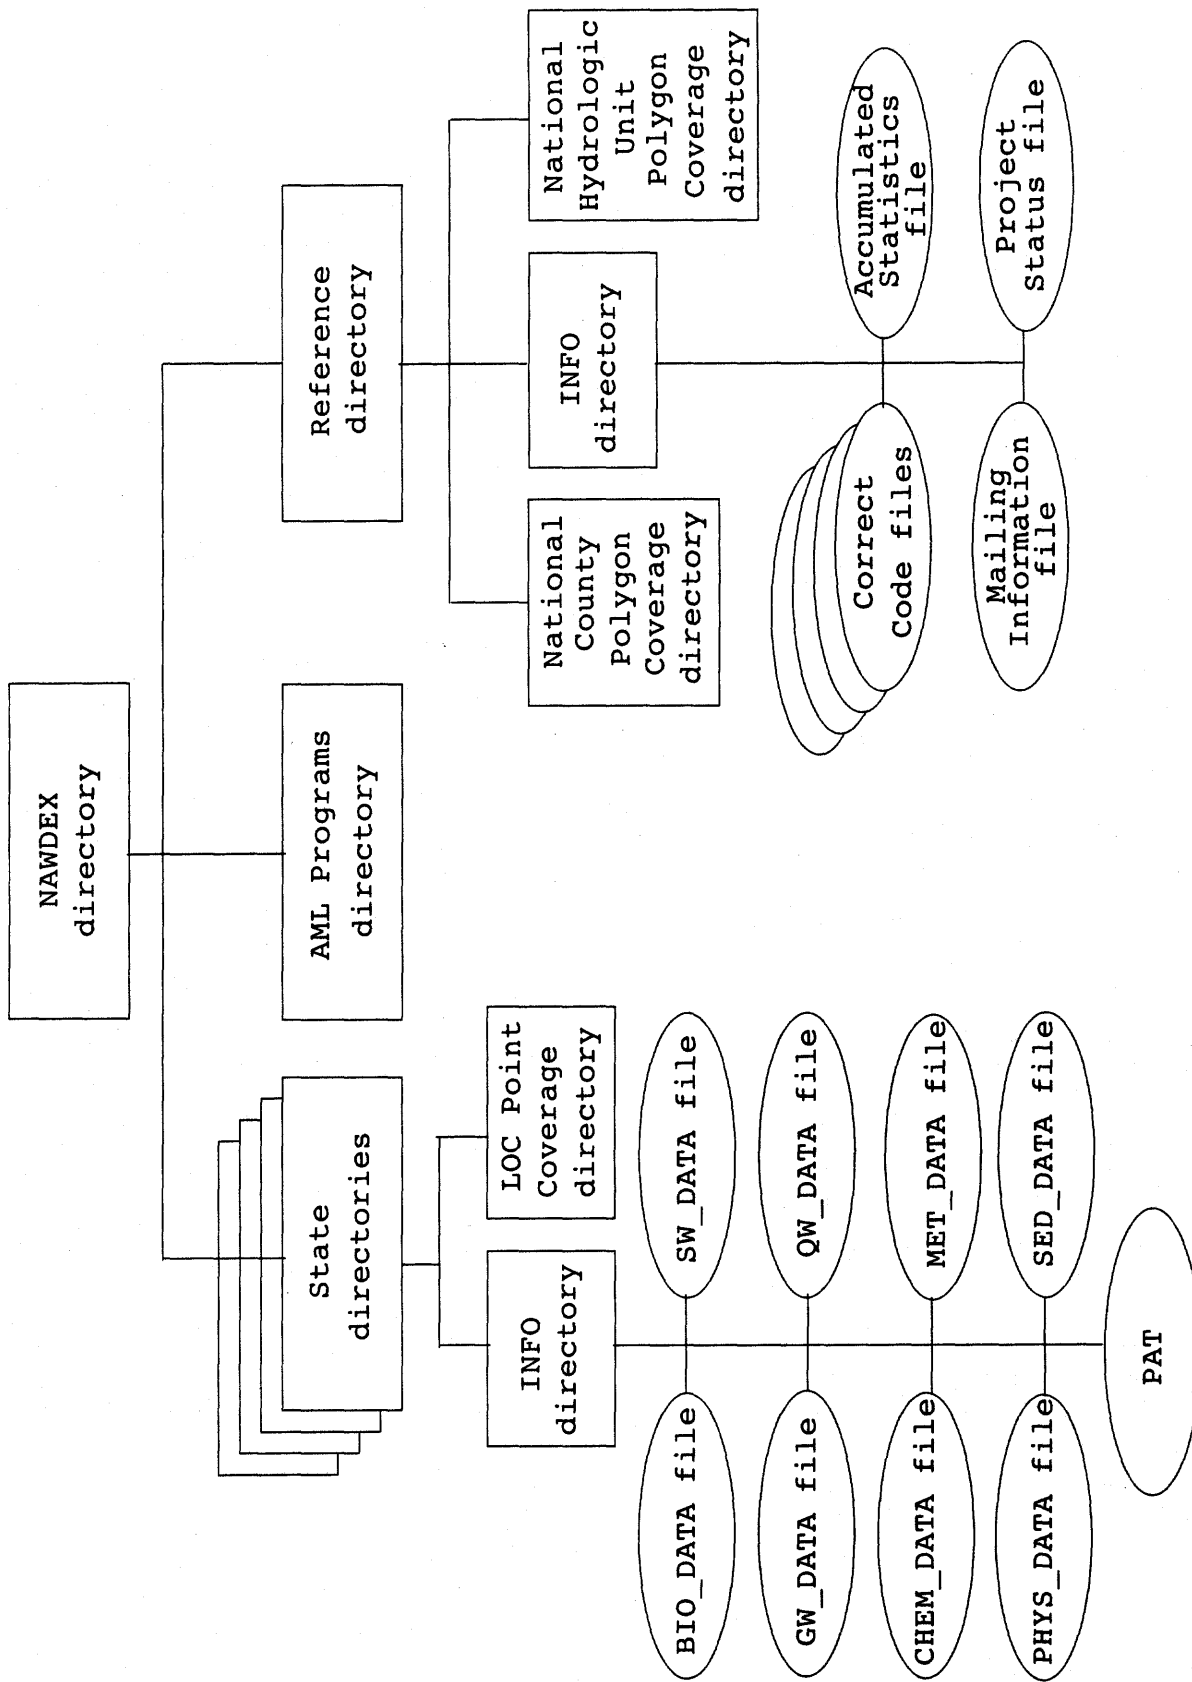 NAWDEX
directory
State
directories
AML Programs
directory
Reference
directory
INFO
directory
LOC Point
Coverage
directory
National
County
Polygon
Coverage
directory
INFO
directory
National
Hydrologic
Unit
Polygon
Coverage
directory
BIO_DATA file
SW_DATA file
GW_DATA file
QW_DATA file
CHEM_DATA file
MET_DATA file
PHYS_DATA file
SED_DATA file
PAT
Correct
Code files
Accumulated
Statistics
file
Mailing
Information
file
Project
Status file